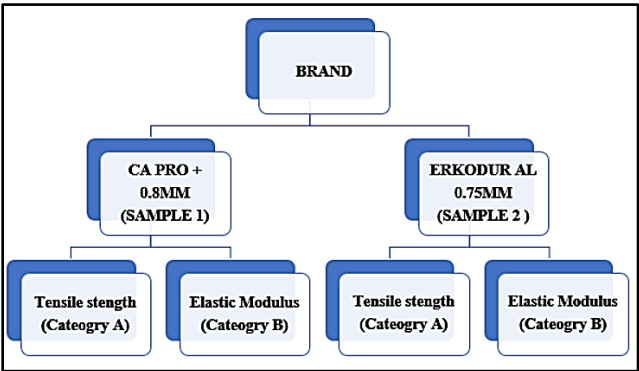 BRAND
CA PRO +
0.8MM
(SAMPLE 1)
ERKODUR AL
0.75MM
(SAMPLE 2 )
Tensile stength
(Cateogry A)
Elastic Modulus
(Cateogry B)
Tensile stength
(Cateogry A)
Elastic Modulus
(Cateogry B)